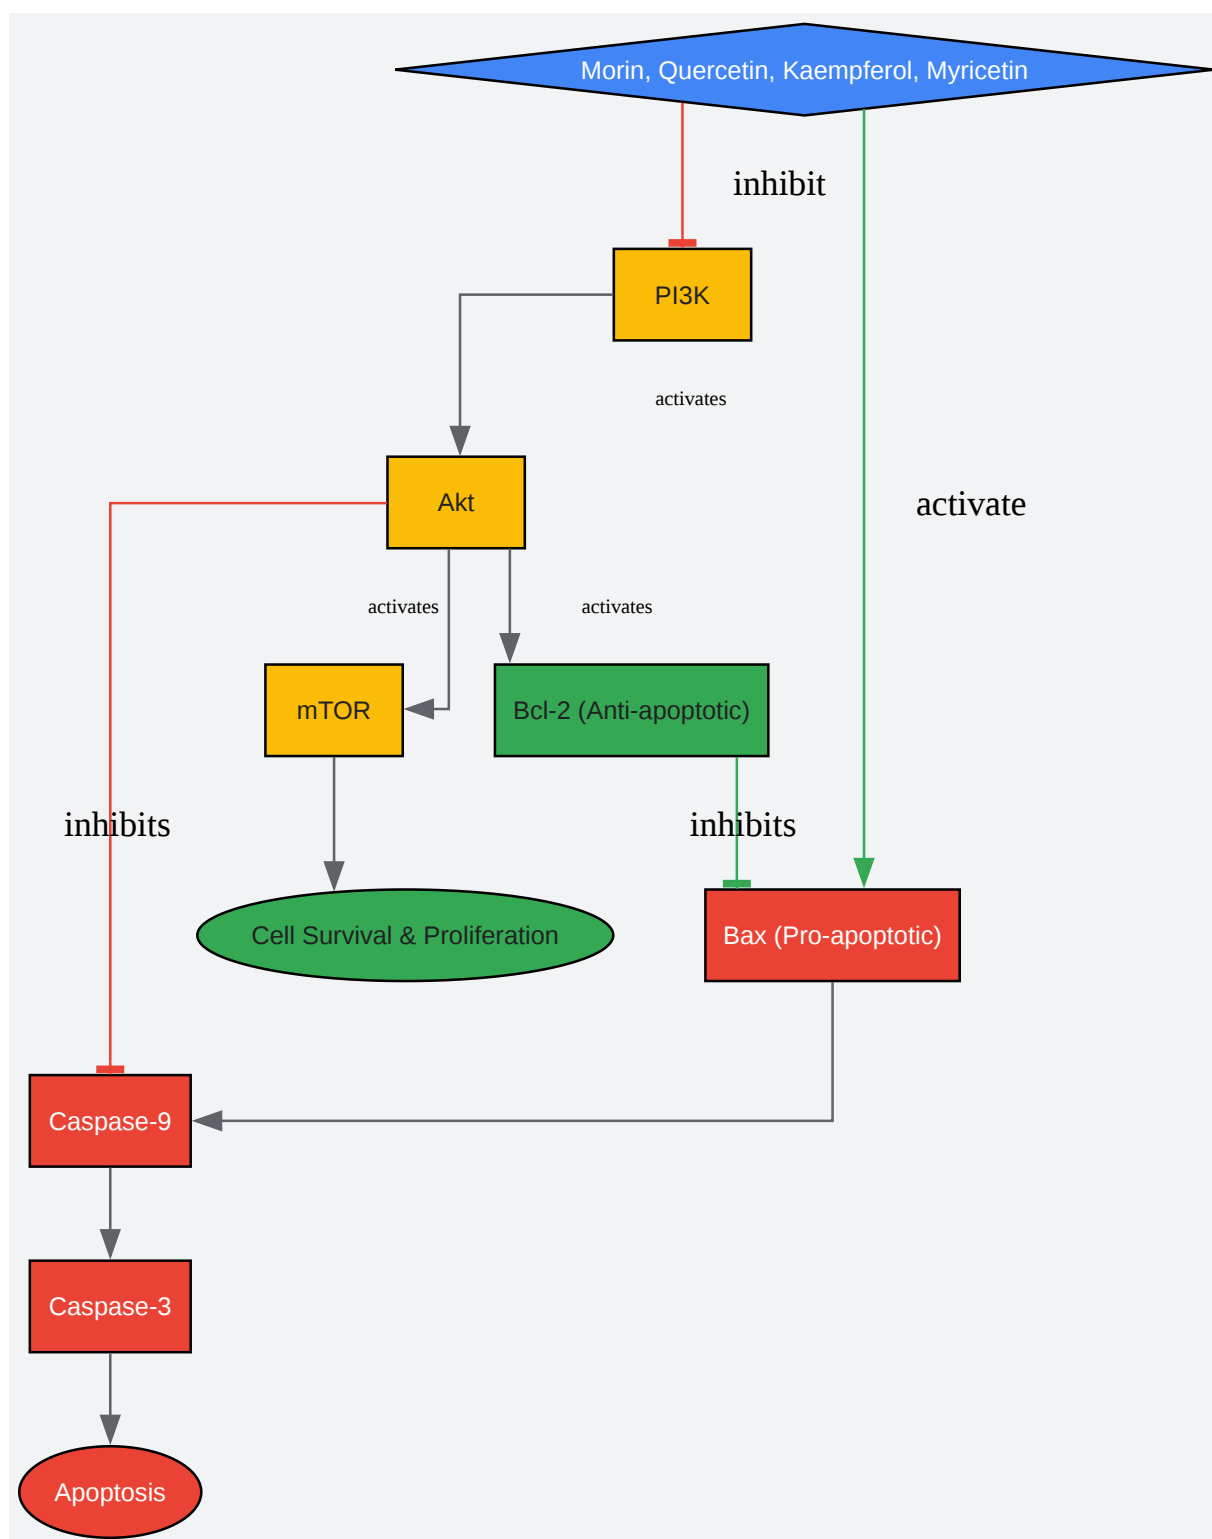 Morin, Quercetin, Kaempferol, Myricetin
inhibit
PI3K
activates
Akt
activate
activates
activates
mTOR
Bcl-2 (Anti-apoptotic)
inhibits
inhibits
Cell Survival & Proliferation
Bax (Pro-apoptotic)
Caspase-9
Caspase-3
Apoptosis